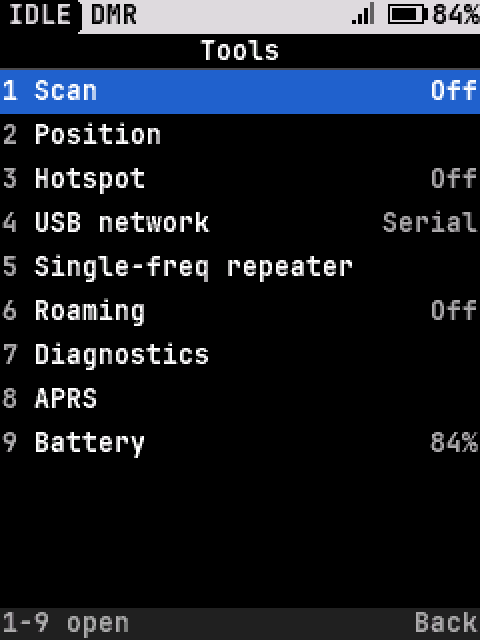 IDLE DMR 84%
Tools
1 Scan Off
2 Position
3 Hotspot Off
4 USB network Serial
5 Single-freq repeater
6 Roaming Off
7 Diagnostics
8 APRS
9 Battery 84%
1-9 open Back